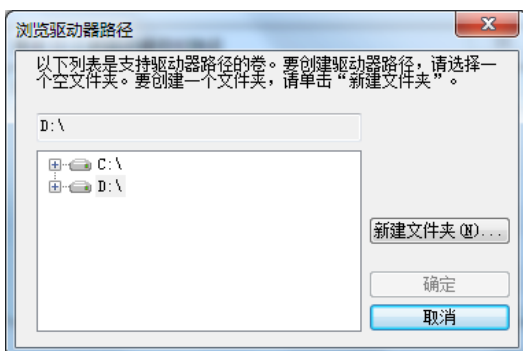 浏览驱动器路径
以下列表是支持驱动器路径的卷。要创建驱动器路径，请选择一
个空文件夹。要创建一个文件夹，请单击“新建文件夹”。
D:\
C:\
D:\
新建文件夹(N)...
确定
取消